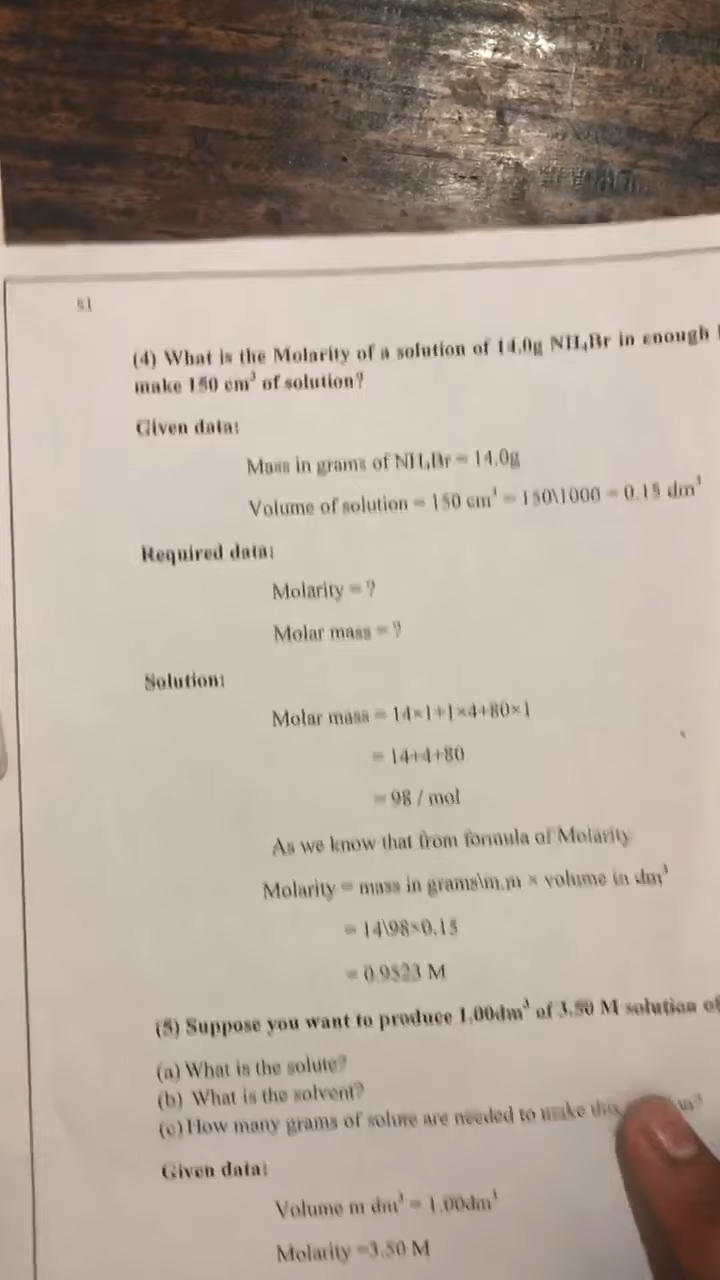 81
(4) What is the Molarity of a solution of 14.0g NH₄Br in enough
make 150 cm³ of solution?
Given data:
Mass in grams of NH₄Br = 14.0g
Volume of solution = 150 cm³ = 150\1000 = 0.15 dm³
Required data:
Molarity = ?
Molar mass = ?
Solution:
Molar mass = 14×1+1×4+80×1
= 14+4+80
= 98 / mol
As we know that from formula of Molarity
Molarity = mass in grams\m.m × volume in dm³
= 14\98×0.15
= 0.9523 M
(5) Suppose you want to produce 1.00dm³ of 3.50 M solution of
(a) What is the solute?
(b) What is the solvent?
(c) How many grams of solute are needed to make this
Given data:
Volume m dm³ = 1.00dm³
Molarity =3.50 M